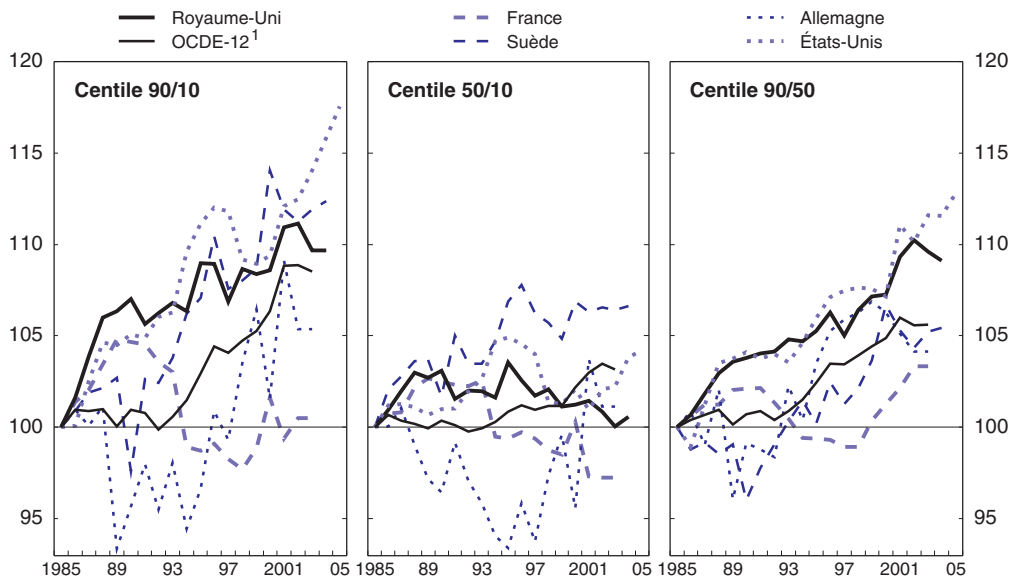 Royaume-Uni
OCDE-12¹
France
Suède
Allemagne
États-Unis
120 120
Centile 90/10 Centile 50/10 Centile 90/50
115 115
110 110
105 105
100 100
95 95
1985 89 93 97 2001 05 1985 89 93 97 2001 05 1985 89 93 97 2001 05